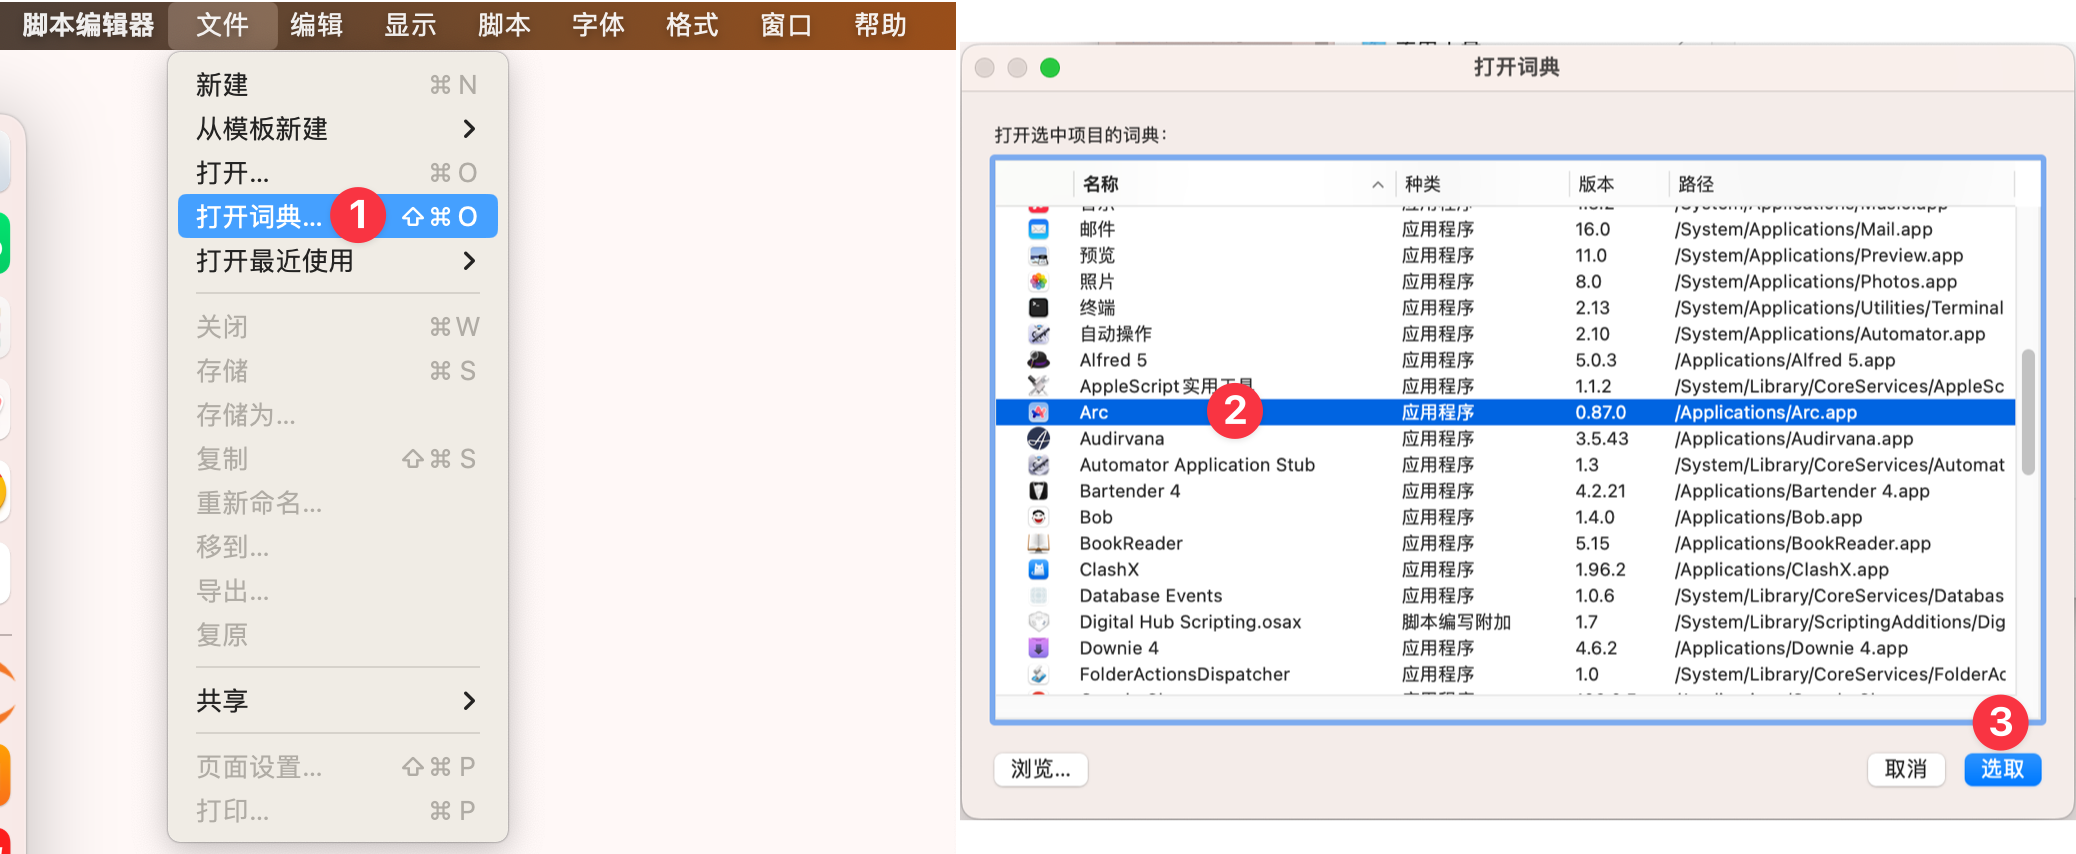 脚本编辑器 文件 编辑 显示 脚本 字体 格式 窗口 帮助
新建 ⌘ N
从模板新建
打开... ⌘ O
打开词典... 1 ⇧ ⌘ O
打开最近使用
关闭 ⌘ W
存储 ⌘ S
存储为...
复制 ⇧ ⌘ S
重新命名...
移到...
导出...
复原
共享
页面设置... ⇧ ⌘ P
打印... ⌘ P
打开词典
打开选中项目的词典：
名称 种类 版本 路径
邮件 应用程序 16.0 /System/Applications/Mail.app
预览 应用程序 11.0 /System/Applications/Preview.app
照片 应用程序 8.0 /System/Applications/Photos.app
终端 应用程序 2.13 /System/Applications/Utilities/Terminal
自动操作 应用程序 2.10 /System/Applications/Automator.app
Alfred 5 应用程序 5.0.3 /Applications/Alfred 5.app
AppleScript 实用工具 应用程序 1.1.2 /System/Library/CoreServices/AppleSc
Arc 2 应用程序 0.87.0 /Applications/Arc.app
Audirvana 应用程序 3.5.43 /Applications/Audirvana.app
Automator Application Stub 应用程序 1.3 /System/Library/CoreServices/Automat
Bartender 4 应用程序 4.2.21 /Applications/Bartender 4.app
Bob 应用程序 1.4.0 /Applications/Bob.app
BookReader 应用程序 5.15 /Applications/BookReader.app
ClashX 应用程序 1.96.2 /Applications/ClashX.app
Database Events 应用程序 1.0.6 /System/Library/CoreServices/Databas
Digital Hub Scripting.osax 脚本编写附加 1.7 /System/Library/ScriptingAdditions/Dig
Downie 4 应用程序 4.6.2 /Applications/Downie 4.app
FolderActionsDispatcher 应用程序 1.0 /System/Library/CoreServices/FolderAc
3
浏览... 取消 选取